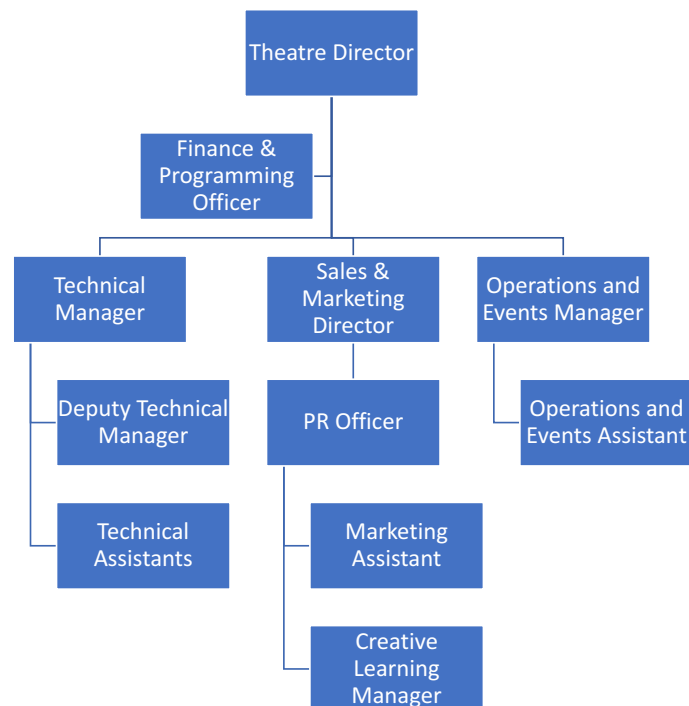 Theatre Director
Finance &
Programming
Officer
Technical
Manager
Sales &
Marketing
Director
Operations and
Events Manager
Deputy Technical
Manager
PR Officer
Operations and
Events Assistant
Technical
Assistants
Marketing
Assistant
Creative
Learning
Manager